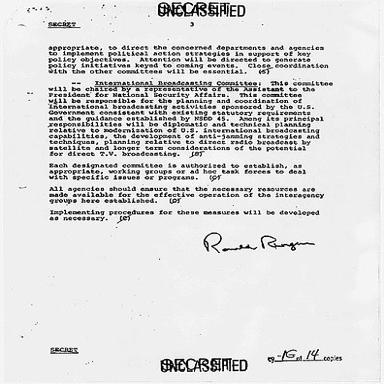 SECRET
UNCLASSIFIED
SECRET 3
appropriate, to direct the concerned departments and agencies
to implement political action strategies in support of key
policy objectives. Attention will be directed to generate
policy initiatives keyed to coming events. Close coordination
with the other committees will be essential.
-- International Broadcasting Committee: This committee
will be chaired by a representative of the Assistant to the
President for National Security Affairs. This committee
will be responsible for the planning and coordination of
international broadcasting activities sponsored by the U.S.
Government consistent with existing statutory requirements
and the guidance established by NSDD 45. Among its principal
responsibilities will be diplomatic and technical planning
relative to modernization of U.S. international broadcasting
capabilities, the development of anti-jamming strategies and
techniques, planning relative to direct radio broadcast by
satellite and longer term considerations of the potential
for direct T.V. broadcasting.
Each designated committee is authorized to establish, as
appropriate, working groups or ad hoc task forces to deal
with specific issues or programs.
All agencies should ensure that the necessary resources are
made available for the effective operation of the interagency
groups here established.
Implementing procedures for these measures will be developed
as necessary.
Ronald Reagan
SECRET
of 14 copies
SECRET
UNCLASSIFIED